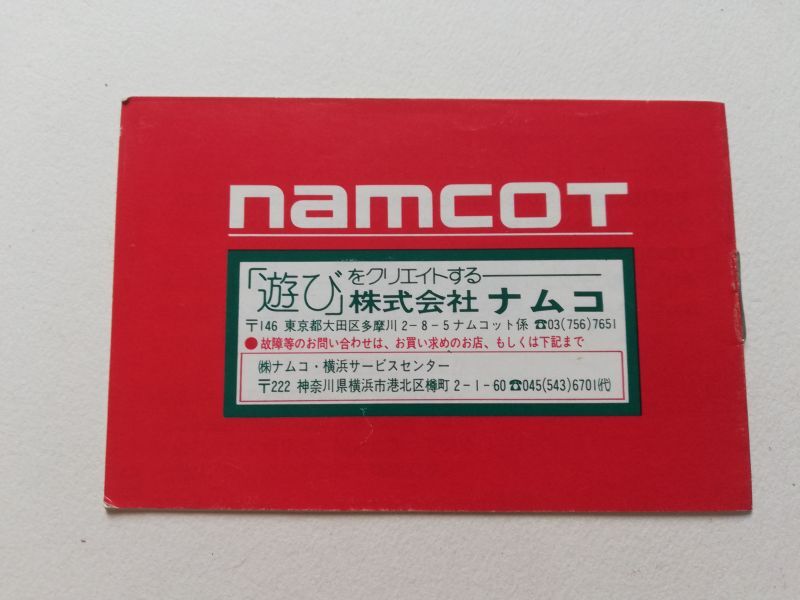 namcot
「遊び」をクリエイトする
株式会社 ナムコ
〒146 東京都大田区多摩川2-8-5ナムコット係 ☎03(756)7651
●故障等のお問い合わせは、お買い求めのお店、もしくは下記まで
㈱ナムコ・横浜サービスセンター
〒222 神奈川県横浜市港北区樽町2-1-60☎045(543)6701㈹